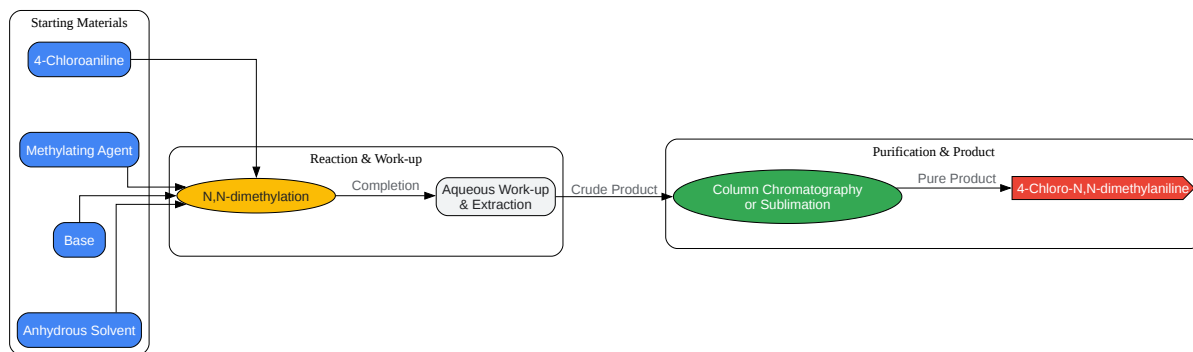 Starting Materials
4-Chloroaniline
Methylating Agent
Base
Anhydrous Solvent
Reaction & Work-up
N,N-dimethylation
Completion
Aqueous Work-up
& Extraction
Crude Product
Purification & Product
Column Chromatography
or Sublimation
Pure Product
4-Chloro-N,N-dimethylaniline